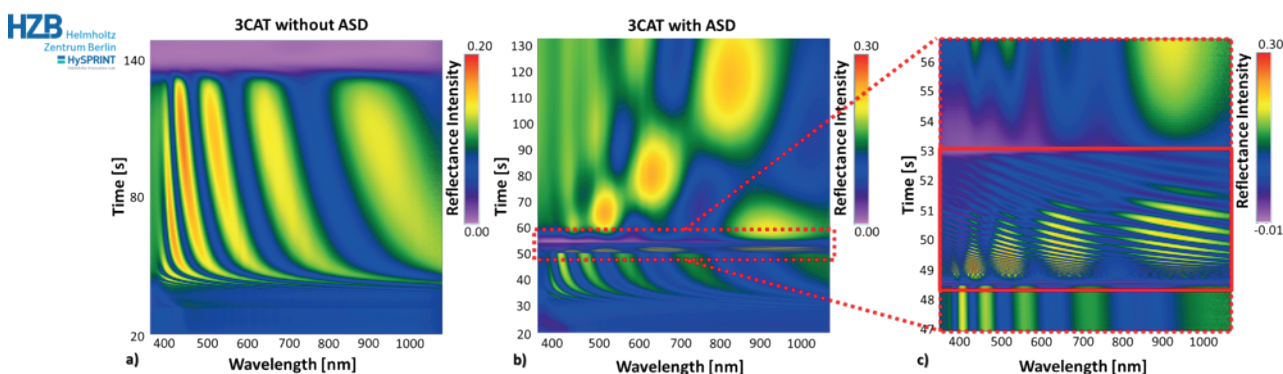 HZB Helmholtz
Zentrum Berlin
HySPRINT
3CAT without ASD
0.20
140
80
20
Time [s]
Reflectance Intensity
0.00
400 500 600 700 800 900 1000
a)
Wavelength [nm]
3CAT with ASD
0.30
130
120
110
100
90
80
70
60
50
40
30
20
Time [s]
Reflectance Intensity
0.00
400 500 600 700 800 900 1000
b)
Wavelength [nm]
0.30
56
55
54
53
52
51
50
49
48
47
Time [s]
Reflectance Intensity
-0.01
400 500 600 700 800 900 1000
c)
Wavelength [nm]